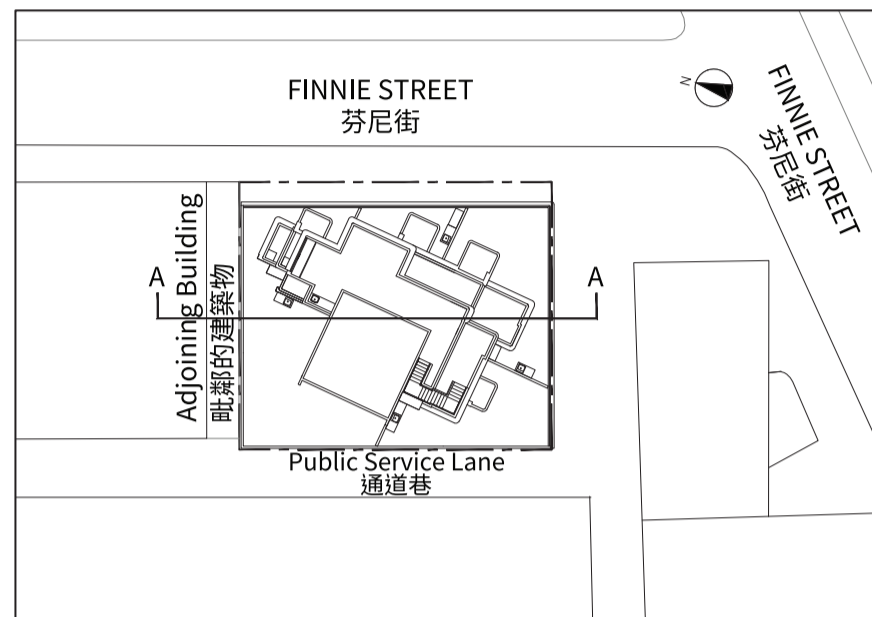 FINNIE STREET
芬尼街
N
FINNIE STREET
芬尼街
Adjoining Building
毗鄰的建築物
A
A
Public Service Lane
通道巷